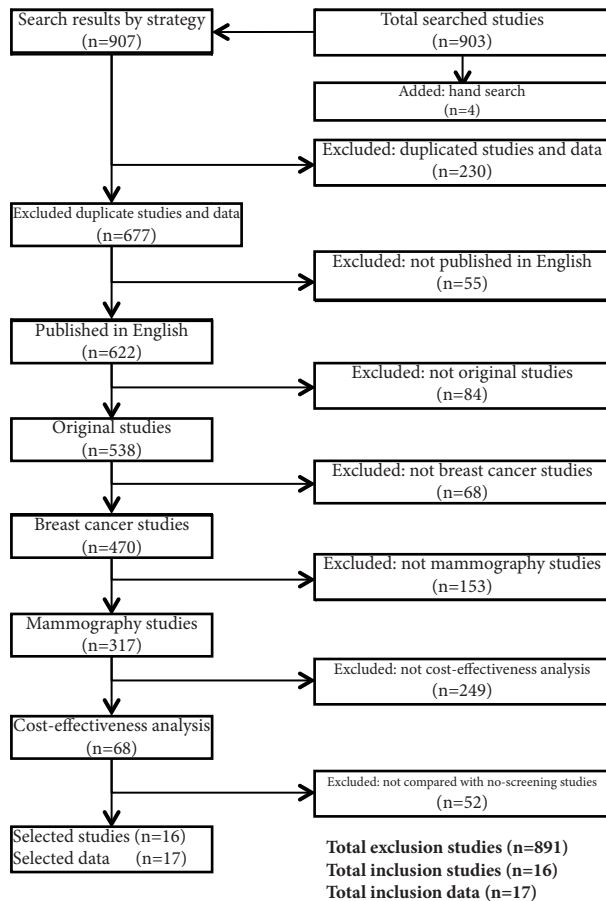 Search results by strategy
(n=907)
Total searched studies
(n=903)
Added: hand search
(n=4)
Excluded: duplicated studies and data
(n=230)
Excluded duplicate studies and data
(n=677)
Excluded: not published in English
(n=55)
Published in English
(n=622)
Excluded: not original studies
(n=84)
Original studies
(n=538)
Excluded: not breast cancer studies
(n=68)
Breast cancer studies
(n=470)
Excluded: not mammography studies
(n=153)
Mammography studies
(n=317)
Excluded: not cost-effectiveness analysis
(n=249)
Cost-effectiveness analysis
(n=68)
Excluded: not compared with no-screening studies
(n=52)
Selected studies (n=16)
Selected data (n=17)
Total exclusion studies (n=891)
Total inclusion studies (n=16)
Total inclusion data (n=17)